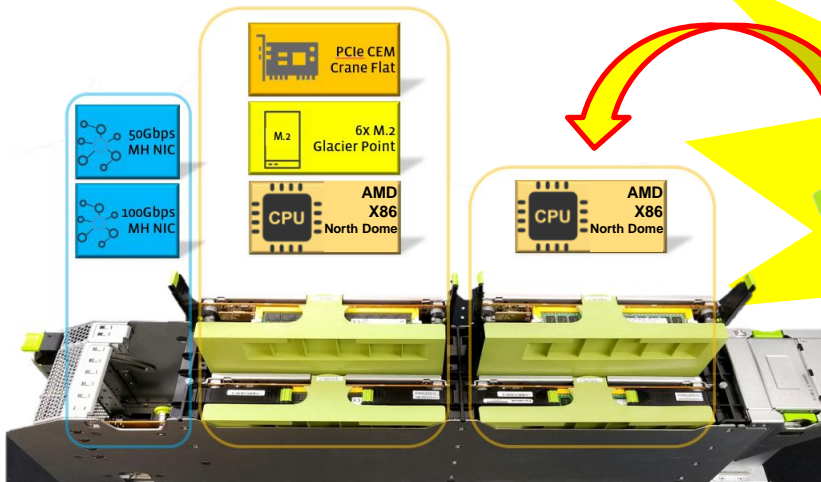 PCIe CEM
Crane Flat
50Gbps
MH NIC
M.2
6x M.2
Glacier Point
100Gbps
MH NIC
CPU
AMD
X86
North Dome
CPU
AMD
X86
North Dome